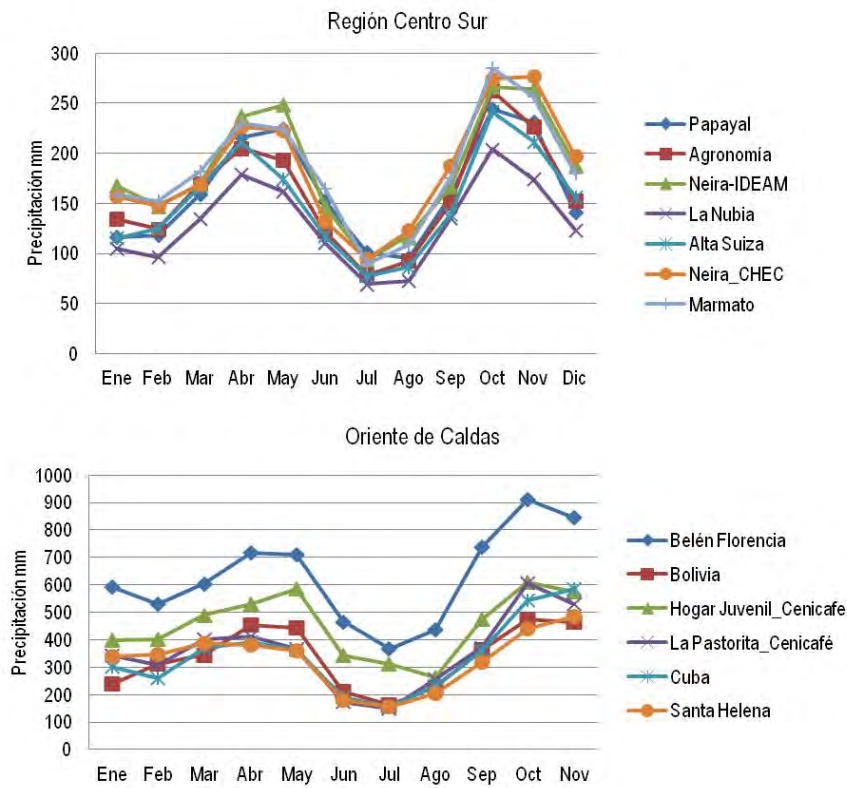 Región Centro Sur
Precipitación mm
300
250
200
150
100
50
0
Ene Feb Mar Abr May Jun Jul Ago Sep Oct Nov Dic
Papayal
Agronomía
Neira-IDEAM
La Nubia
Alta Suiza
Neira_CHEC
Marmato
Oriente de Caldas
Precipitación mm
1000
900
800
700
600
500
400
300
200
100
0
Ene Feb Mar Abr May Jun Jul Ago Sep Oct Nov
Belén Florencia
Bolivia
Hogar Juvenil_Cenicafe
La Pastorita_Cenicafé
Cuba
Santa Helena